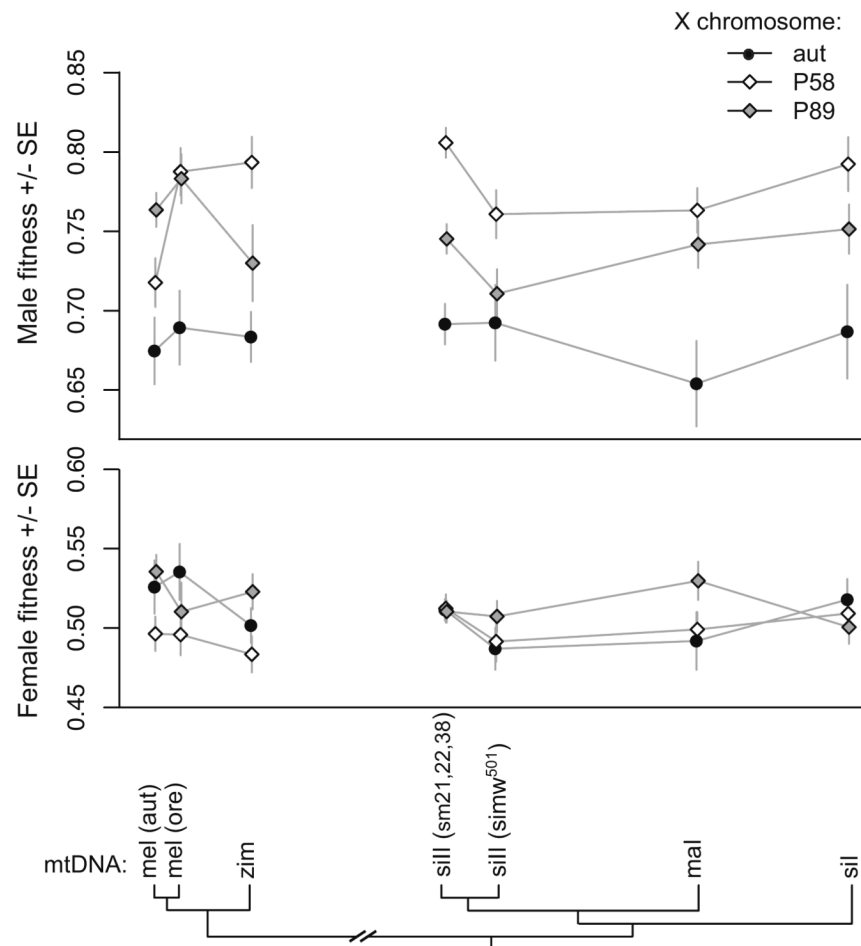 X chromosome:
aut
P58
P89
Male fitness +/- SE
0.85
0.80
0.75
0.70
0.65
Female fitness +/- SE
0.60
0.55
0.50
0.45
mtDNA:
mel (aut)
mel (ore)
zim
siII (sm21,22,38)
siII (simw⁵⁰¹)
maI
siI